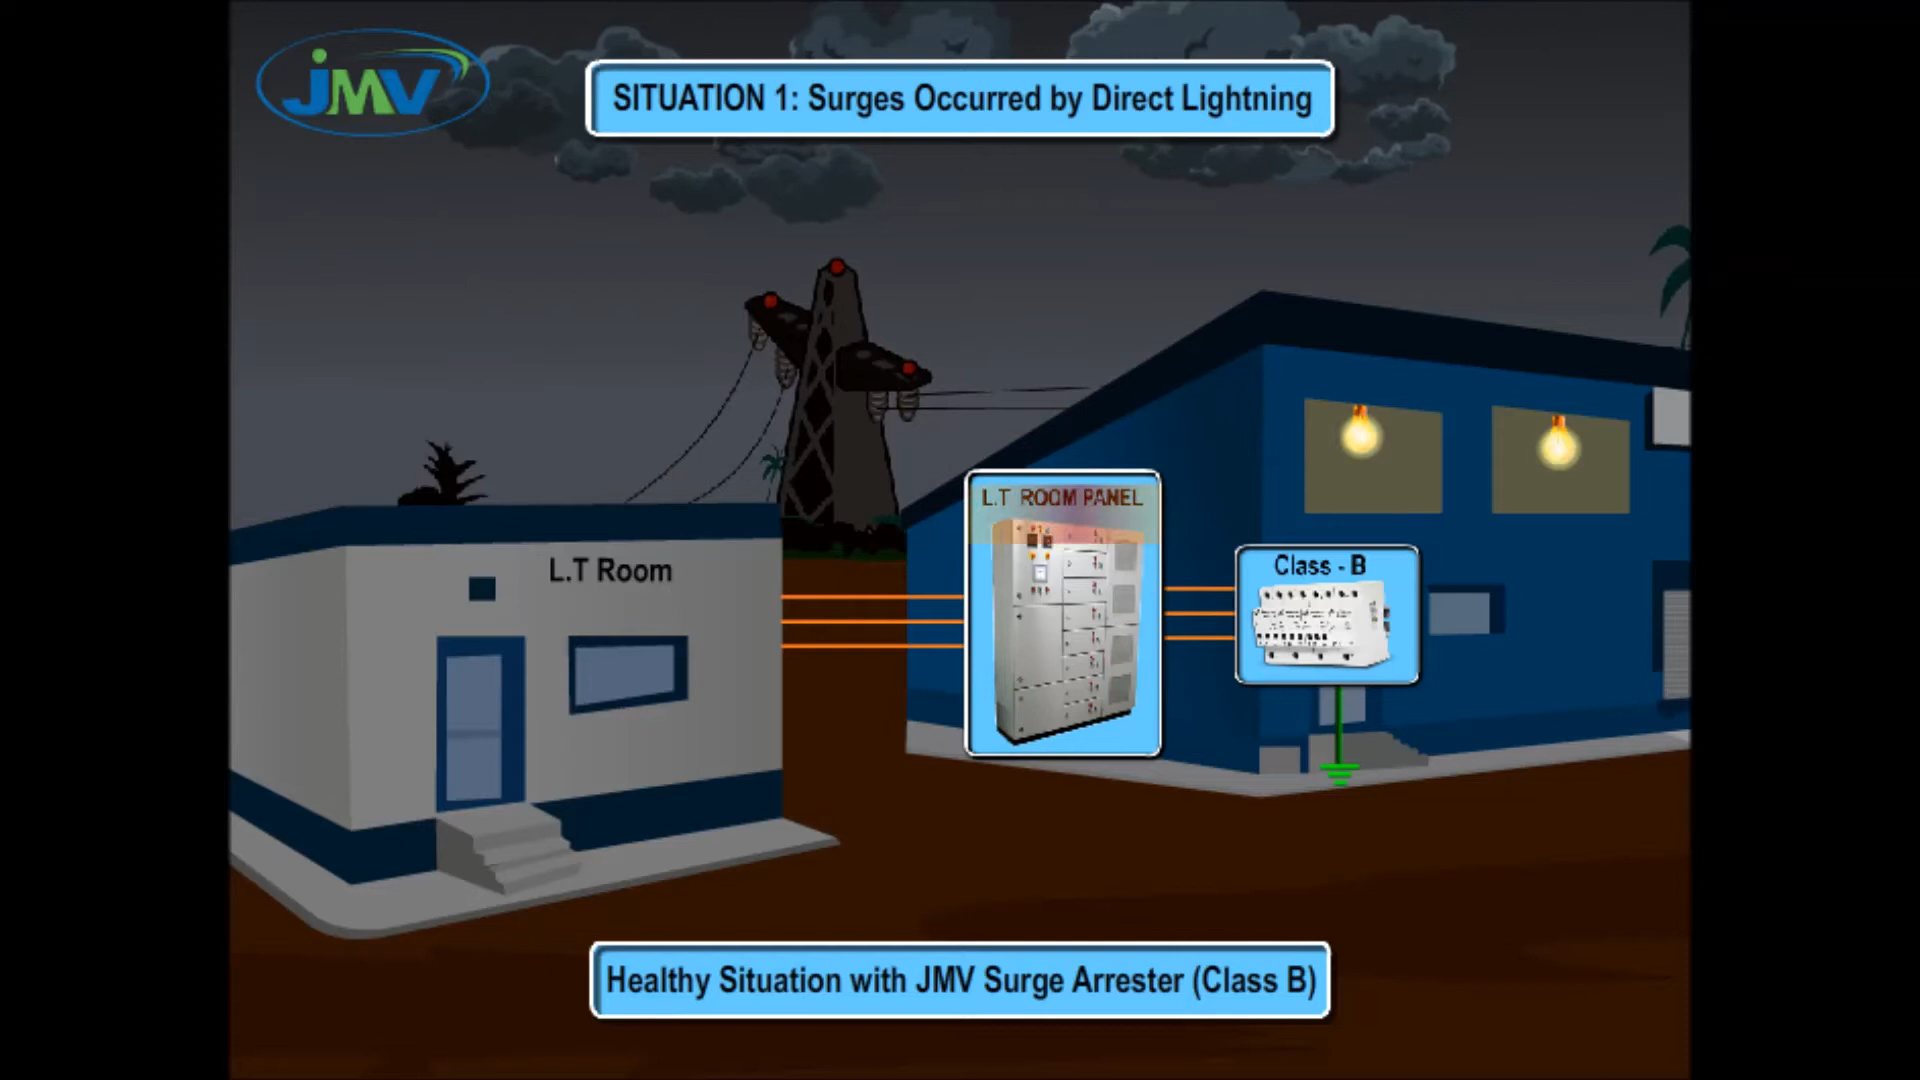 JMV
SITUATION 1: Surges Occurred by Direct Lightning
L.T ROOM PANEL
L.T Room
Class - B
Healthy Situation with JMV Surge Arrester (Class B)